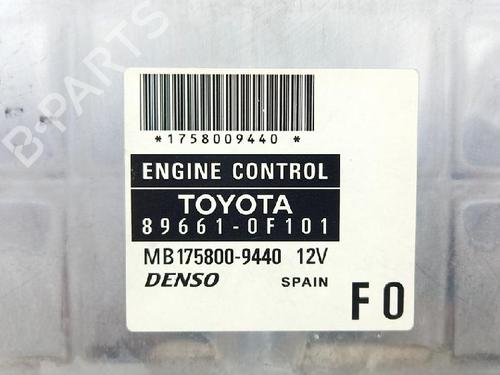 B-PARTS
*1758009440*
ENGINE CONTROL
TOYOTA
89661-0F101
MB175800-9440 12V
DENSO SPAIN
F0